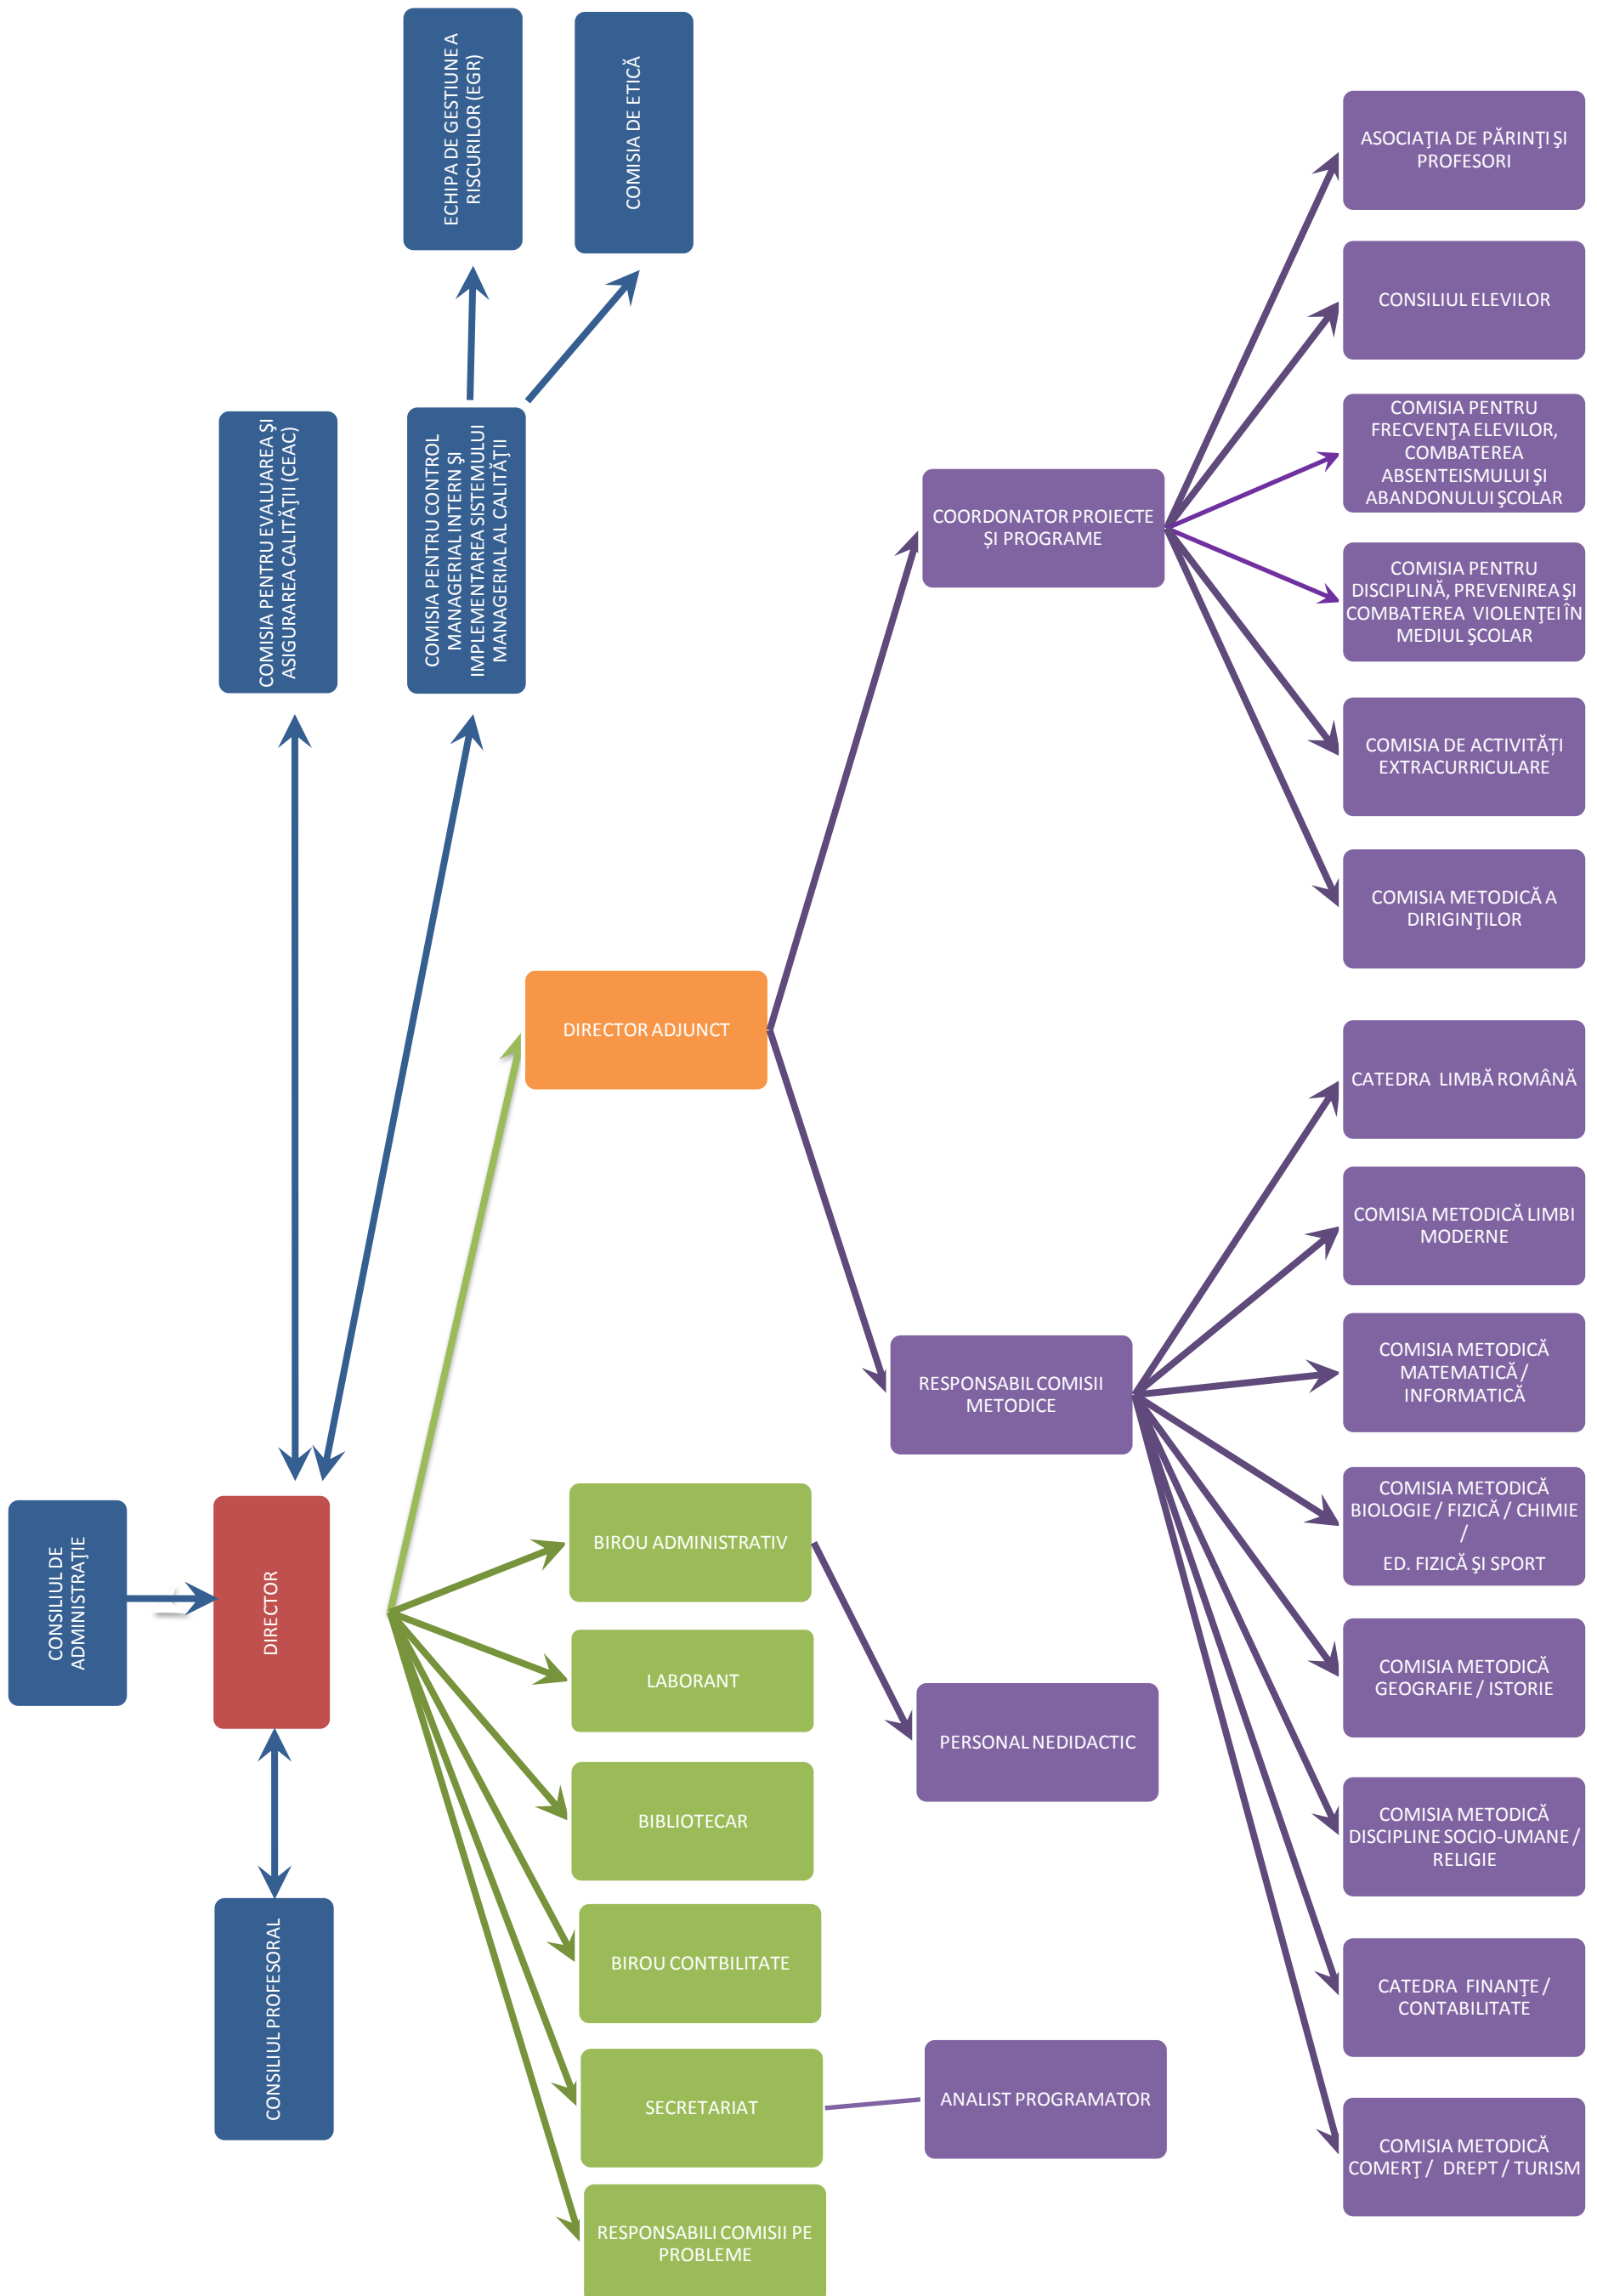 ECHIPA DE GESTIUNE A
RISCURILOR (EGR)
COMISIA DE ETICĂ
COMISIA PENTRU EVALUAREA ŞI
ASIGURAREA CALITĂŢII (CEAC)
COMISIA PENTRU CONTROL
MANAGERIAL INTERN ŞI
IMPLEMENTAREA SISTEMULUI
MANAGERIAL AL CALITĂŢII
CONSILIUL DE
ADMINISTRAŢIE
DIRECTOR
CONSILIUL PROFESORAL
DIRECTOR ADJUNCT
BIROU ADMINISTRATIV
LABORANT
BIBLIOTECAR
BIROU CONTBILITATE
SECRETARIAT
RESPONSABILI COMISII PE
PROBLEME
COORDONATOR PROIECTE
ȘI PROGRAME
RESPONSABIL COMISII
METODICE
PERSONAL NEDIDACTIC
ANALIST PROGRAMATOR
ASOCIAŢIA DE PĂRINŢI ŞI
PROFESORI
CONSILIUL ELEVILOR
COMISIA PENTRU
FRECVENŢA ELEVILOR,
COMBATEREA
ABSENTEISMULUI ŞI
ABANDONULUI ŞCOLAR
COMISIA PENTRU
DISCIPLINĂ, PREVENIREA ŞI
COMBATEREA  VIOLENŢEI ÎN
MEDIUL ŞCOLAR
COMISIA DE ACTIVITĂȚI
EXTRACURRICULARE
COMISIA METODICĂ A
DIRIGINŢILOR
CATEDRA  LIMBĂ ROMÂNĂ
COMISIA METODICĂ LIMBI
MODERNE
COMISIA METODICĂ
MATEMATICĂ /
INFORMATICĂ
COMISIA METODICĂ
BIOLOGIE / FIZICĂ / CHIMIE
/
ED. FIZICĂ ŞI SPORT
COMISIA METODICĂ
GEOGRAFIE / ISTORIE
COMISIA METODICĂ
DISCIPLINE SOCIO-UMANE /
RELIGIE
CATEDRA  FINANŢE /
CONTABILITATE
COMISIA METODICĂ
COMERŢ /  DREPT / TURISM